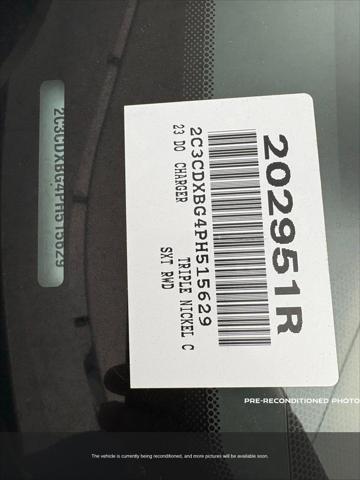 202951R
2C3CDXBG4PH515629
23 DO CHARGER TRIPLE NICKEL C
SXT RWD
2C3CDXBG4PH515629
PRE-RECONDITIONED PHOTO
The vehicle is currently being reconditioned, and more pictures will be available soon.